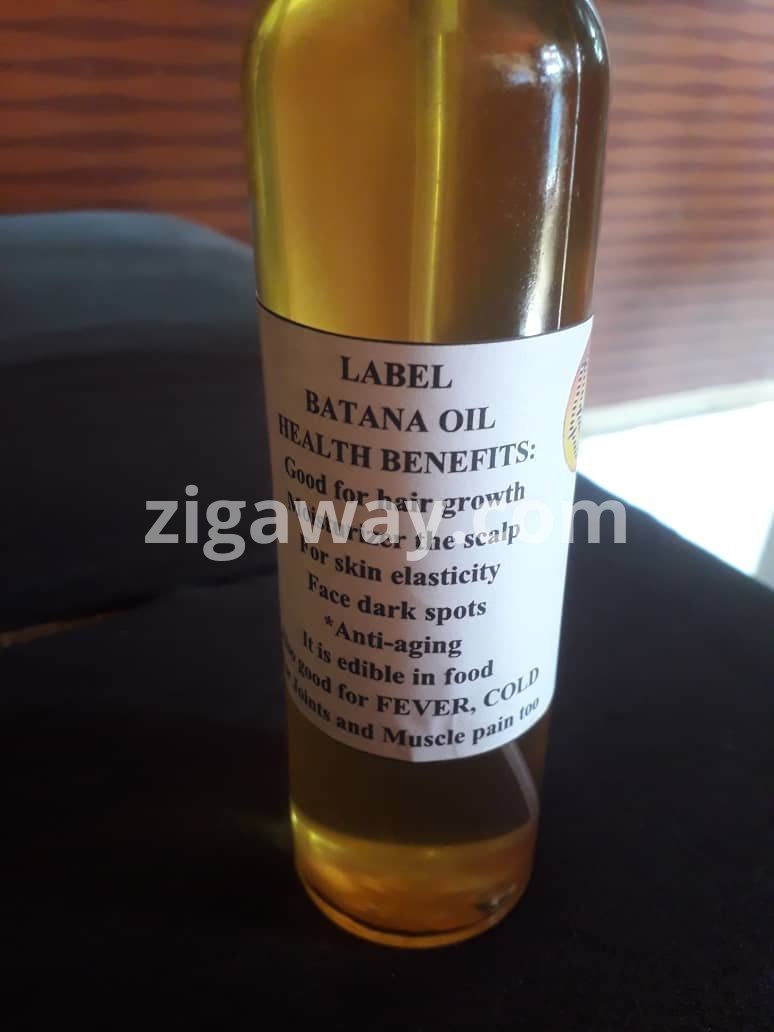 LABEL
BATANA OIL
HEALTH BENEFITS:
Good for hair growth
Moisturizer the scalp
For skin elasticity
Face dark spots
*Anti-aging
It is edible in food
good for FEVER, COLD
Joints and Muscle pain too
zigaway.com